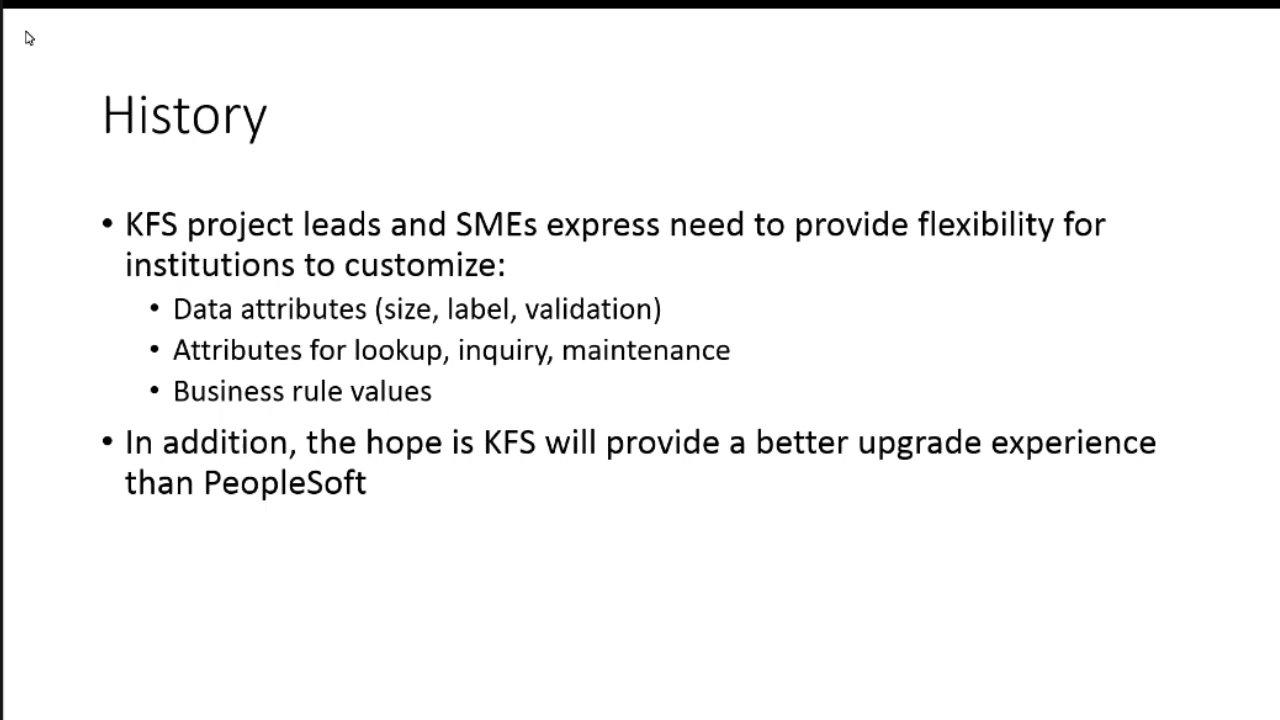 History
• KFS project leads and SMEs express need to provide flexibility for
institutions to customize:
• Data attributes (size, label, validation)
• Attributes for lookup, inquiry, maintenance
• Business rule values
• In addition, the hope is KFS will provide a better upgrade experience
than PeopleSoft